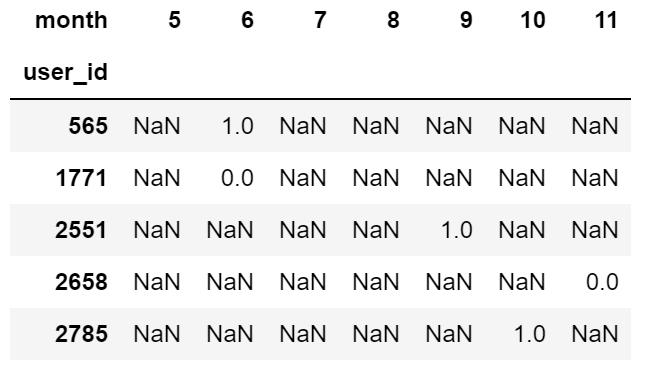 month 5 6 7 8 9 10 11
user_id
565 NaN 1.0 NaN NaN NaN NaN NaN
1771 NaN 0.0 NaN NaN NaN NaN NaN
2551 NaN NaN NaN NaN 1.0 NaN NaN
2658 NaN NaN NaN NaN NaN NaN 0.0
2785 NaN NaN NaN NaN NaN 1.0 NaN